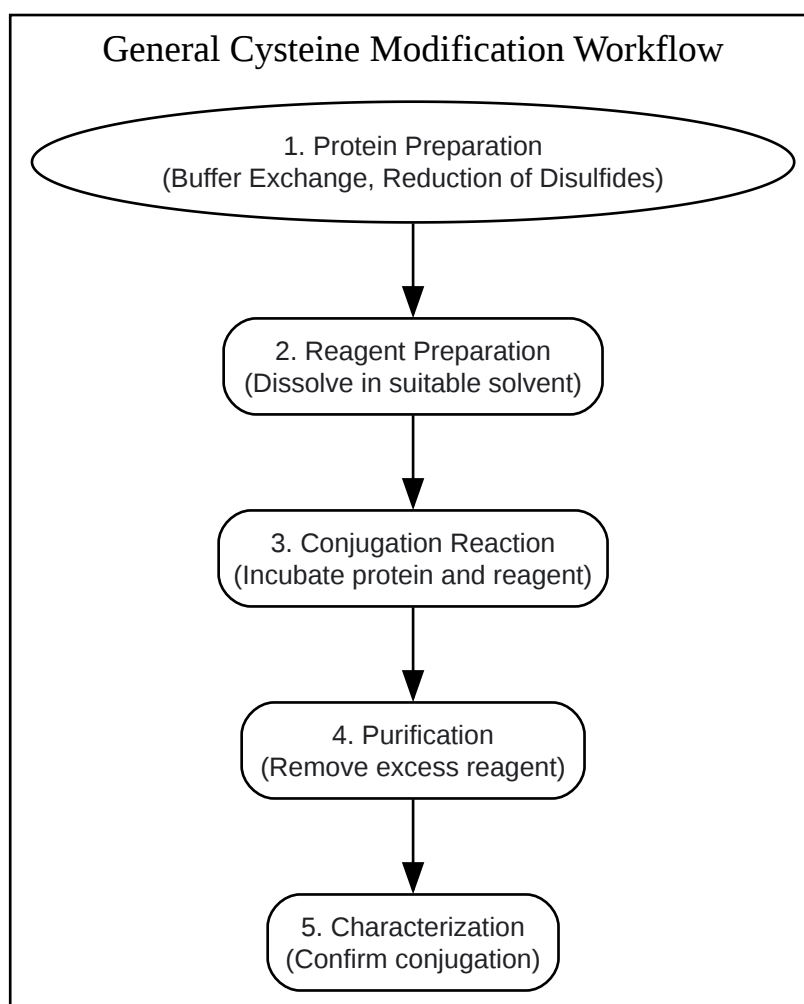 General Cysteine Modification Workflow
1. Protein Preparation
(Buffer Exchange, Reduction of Disulfides)
2. Reagent Preparation
(Dissolve in suitable solvent)
3. Conjugation Reaction
(Incubate protein and reagent)
4. Purification
(Remove excess reagent)
5. Characterization
(Confirm conjugation)